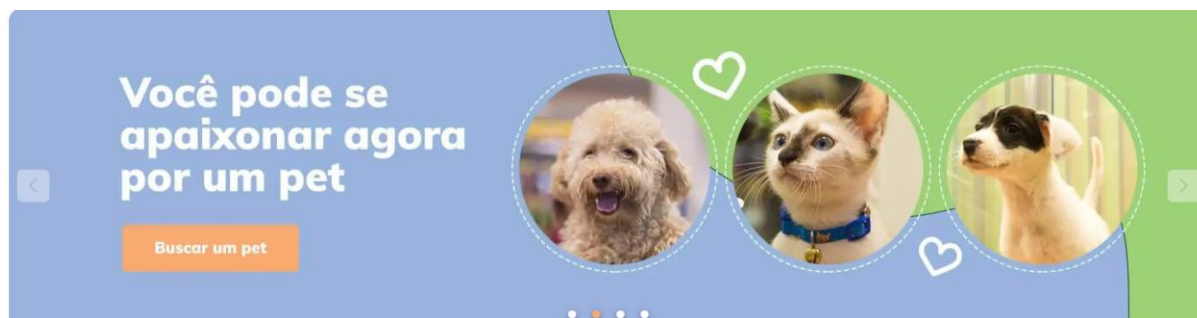 Você pode se
apaixonar agora
por um pet
Buscar um pet